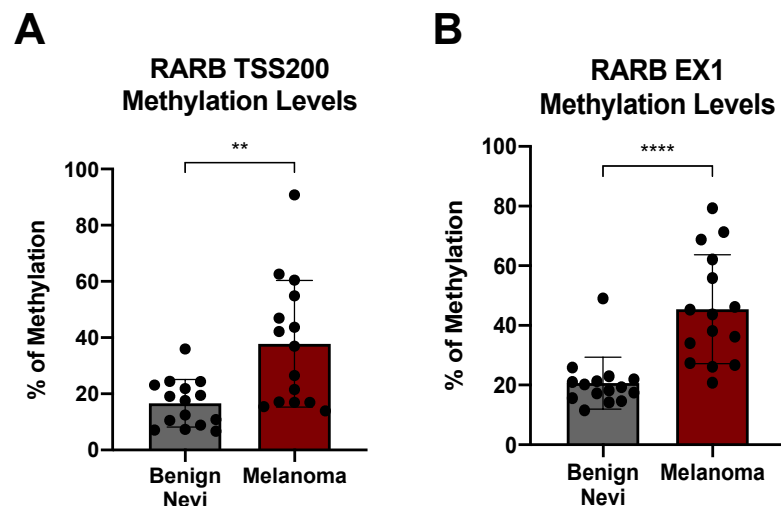 A
RARB TSS200
Methylation Levels
% of Methylation
100
80
60
40
20
0
**
Benign
Nevi
Melanoma
B
RARB EX1
Methylation Levels
% of Methylation
100
80
60
40
20
0
****
Benign
Nevi
Melanoma